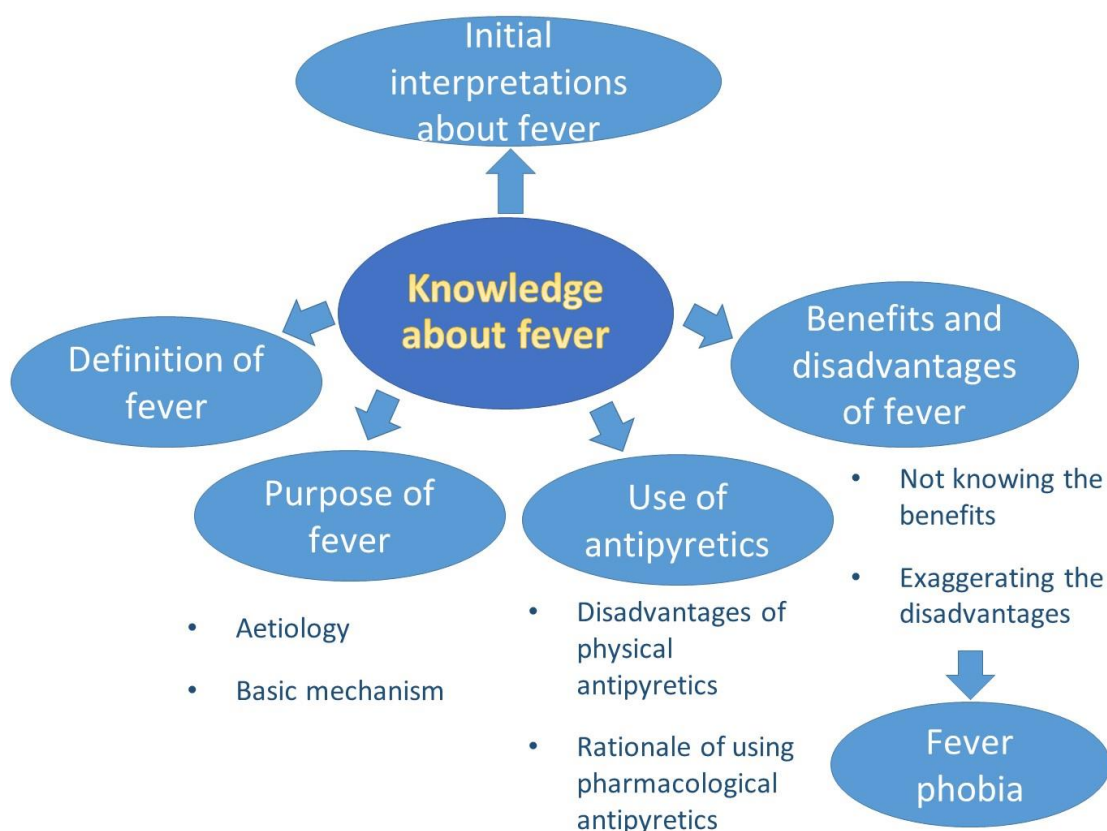 Initial
interpretations
about fever
Knowledge
about fever
Definition of
fever
Purpose of
fever
• Aetiology
• Basic mechanism
Use of
antipyretics
• Disadvantages of
physical
antipyretics
• Rationale of using
pharmacological
antipyretics
Benefits and
disadvantages
of fever
• Not knowing the
benefits
• Exaggerating the
disadvantages
Fever
phobia